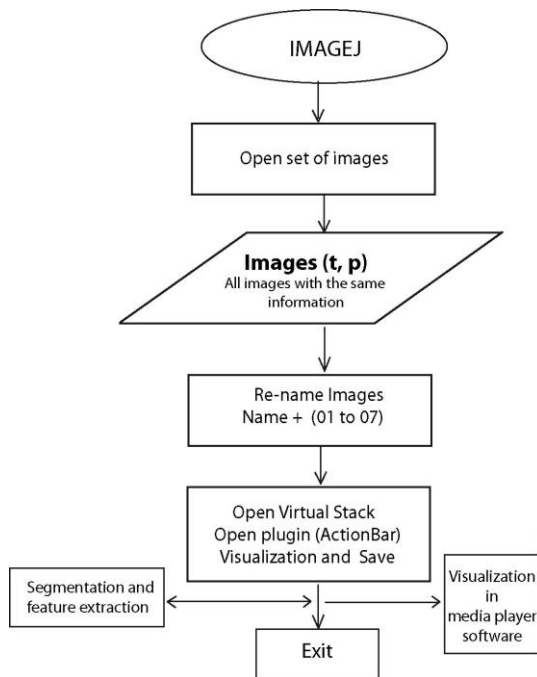 IMAGEJ
Open set of images
Images (t, p)
All images with the same
information
Re-name Images
Name + (01 to 07)
Open Virtual Stack
Open plugin (ActionBar)
Visualization and Save
Segmentation and
feature extraction
Visualization
in
media player
software
Exit